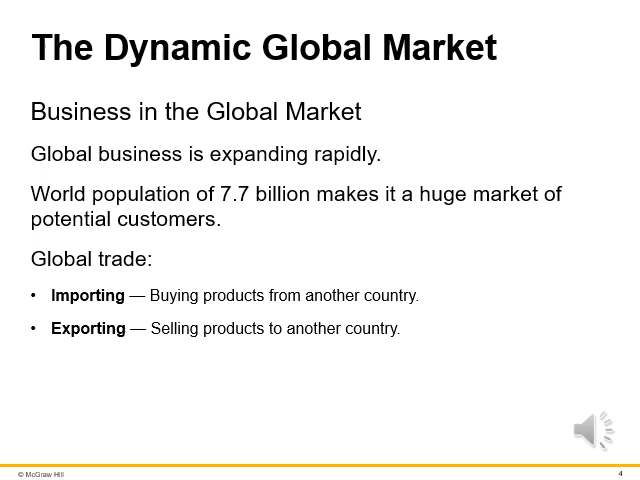 The Dynamic Global Market
Business in the Global Market
Global business is expanding rapidly.
World population of 7.7 billion makes it a huge market of
potential customers.
Global trade:
• Importing — Buying products from another country.
• Exporting — Selling products to another country.
© McGraw Hill
4